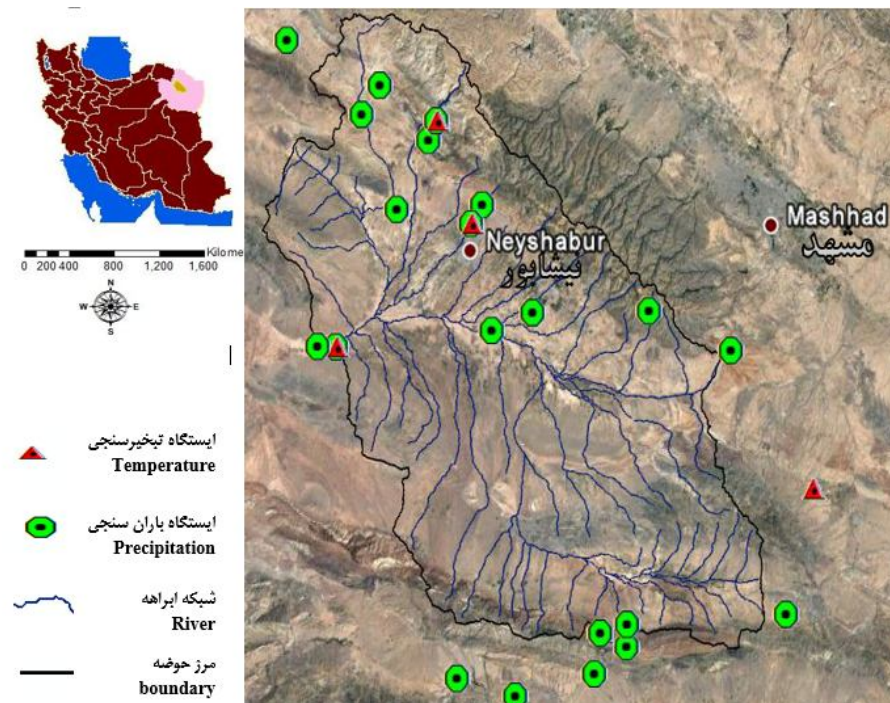 Kilome
0 200 400 800 1,200 1,600
N
W E
S
ایستگاه تبخیرسنجی
Temperature
ایستگاه باران سنجی
Precipitation
شبکه ابراهه
River
مرز حوضه
boundary
Neyshabur
نیشابور
Mashhad
مشهد